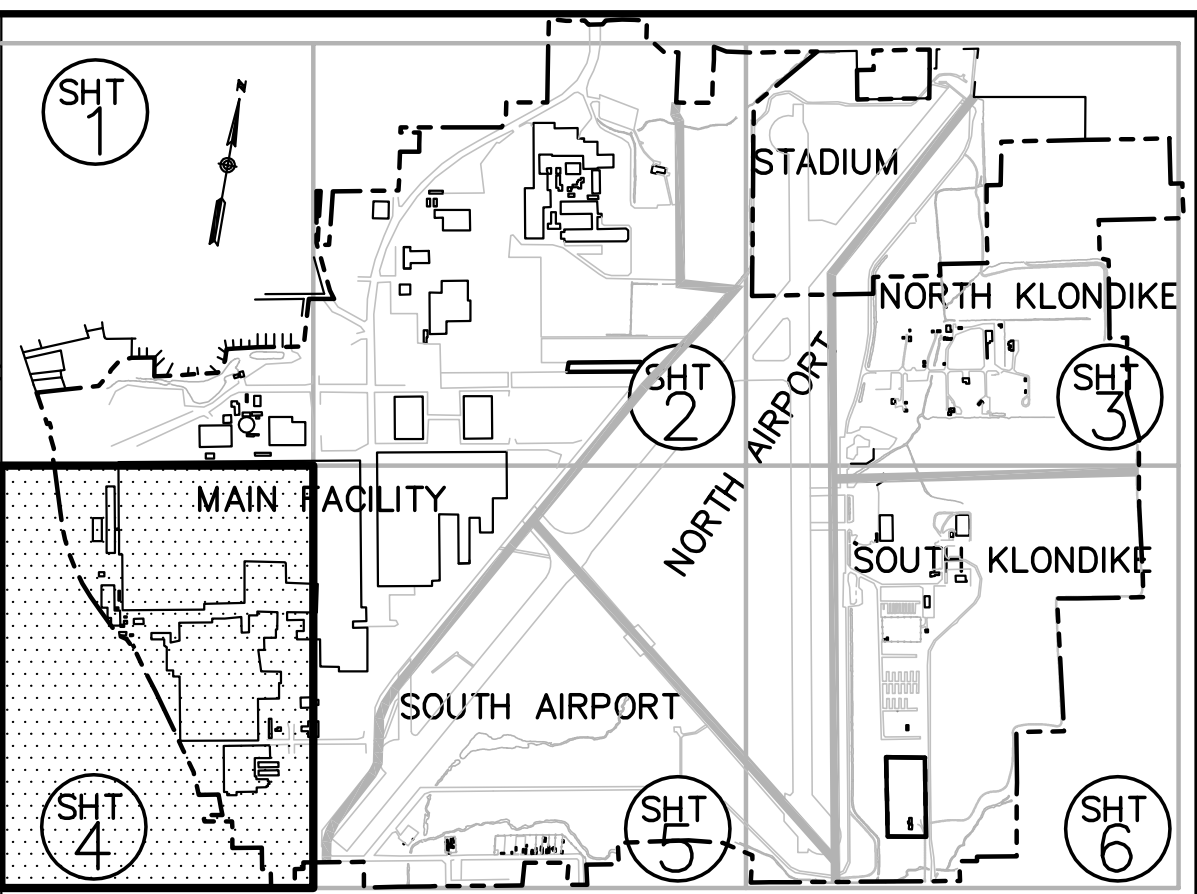 SHT
1
N
STADIUM
NORTH KLONDIKE
SHT
2
NORTH AIRPORT
SHT
3
MAIN FACILITY
SOUTH KLONDIKE
SOUTH AIRPORT
SHT
4
SHT
5
SHT
6